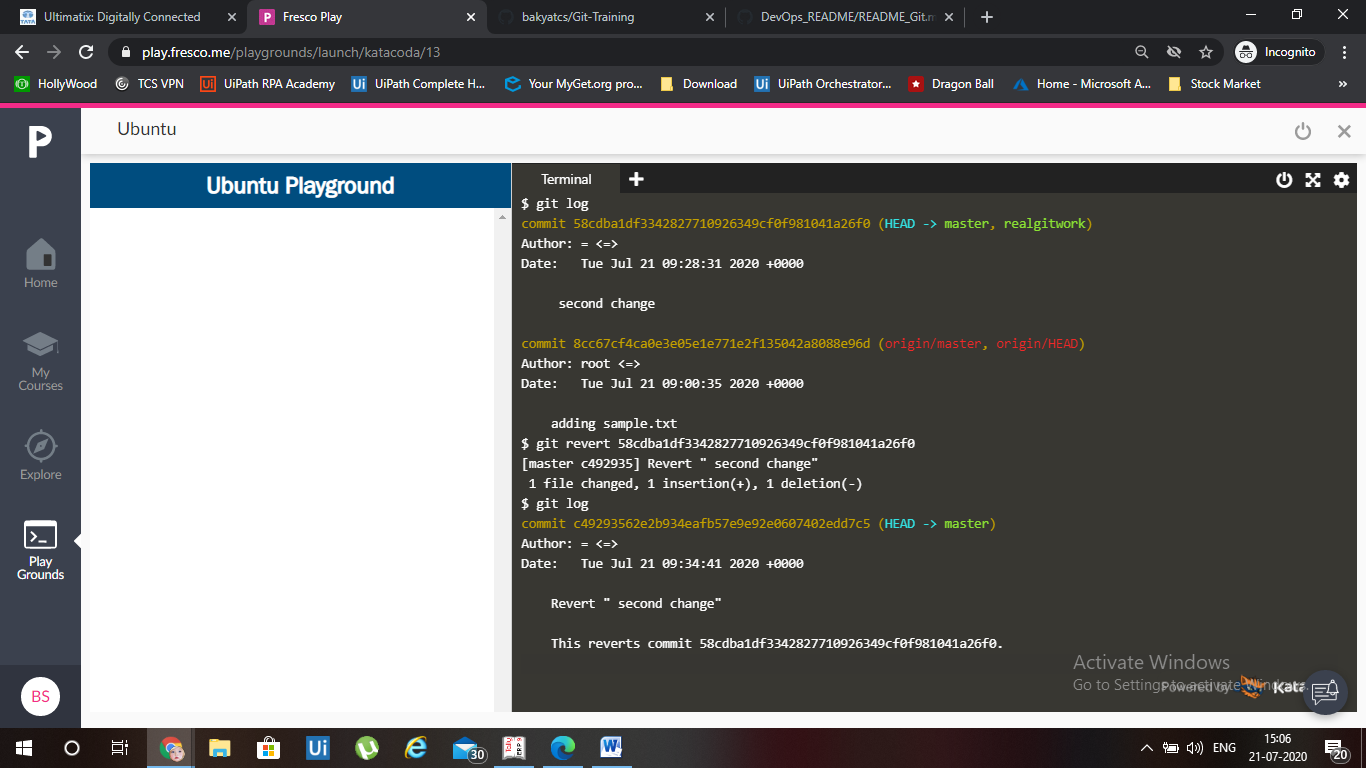 Ultimatix: Digitally Connected
Fresco Play
bakyatcs/Git-Training
DevOps_README/README_Git.m
play.fresco.me/playgrounds/launch/katacoda/13
Incognito
HollyWood
TCS VPN
UiPath RPA Academy
UiPath Complete H...
Your MyGet.org pro...
Download
UiPath Orchestrator...
Dragon Ball
Home - Microsoft A...
Stock Market
»
P
Ubuntu
Home
My
Courses
Explore
Play
Grounds
BS
Ubuntu Playground
Terminal
$ git log
commit 58cdba1df3342827710926349cf0f981041a26f0 (HEAD -> master, realgitwork)
Author: = <=>
Date:   Tue Jul 21 09:28:31 2020 +0000
     second change
commit 8cc67cf4ca0e3e05e1e771e2f135042a8088e96d (origin/master, origin/HEAD)
Author: root <=>
Date:   Tue Jul 21 09:00:35 2020 +0000
    adding sample.txt
$ git revert 58cdba1df3342827710926349cf0f981041a26f0
[master c492935] Revert " second change"
 1 file changed, 1 insertion(+), 1 deletion(-)
$ git log
commit c49293562e2b934eafb57e9e92e0607402edd7c5 (HEAD -> master)
Author: = <=>
Date:   Tue Jul 21 09:34:41 2020 +0000
    Revert " second change"
    This reverts commit 58cdba1df3342827710926349cf0f981041a26f0.
Activate Windows
Go to Settings to activate Windows.
Powered by
Kata
30
ENG
15:06
21-07-2020
20